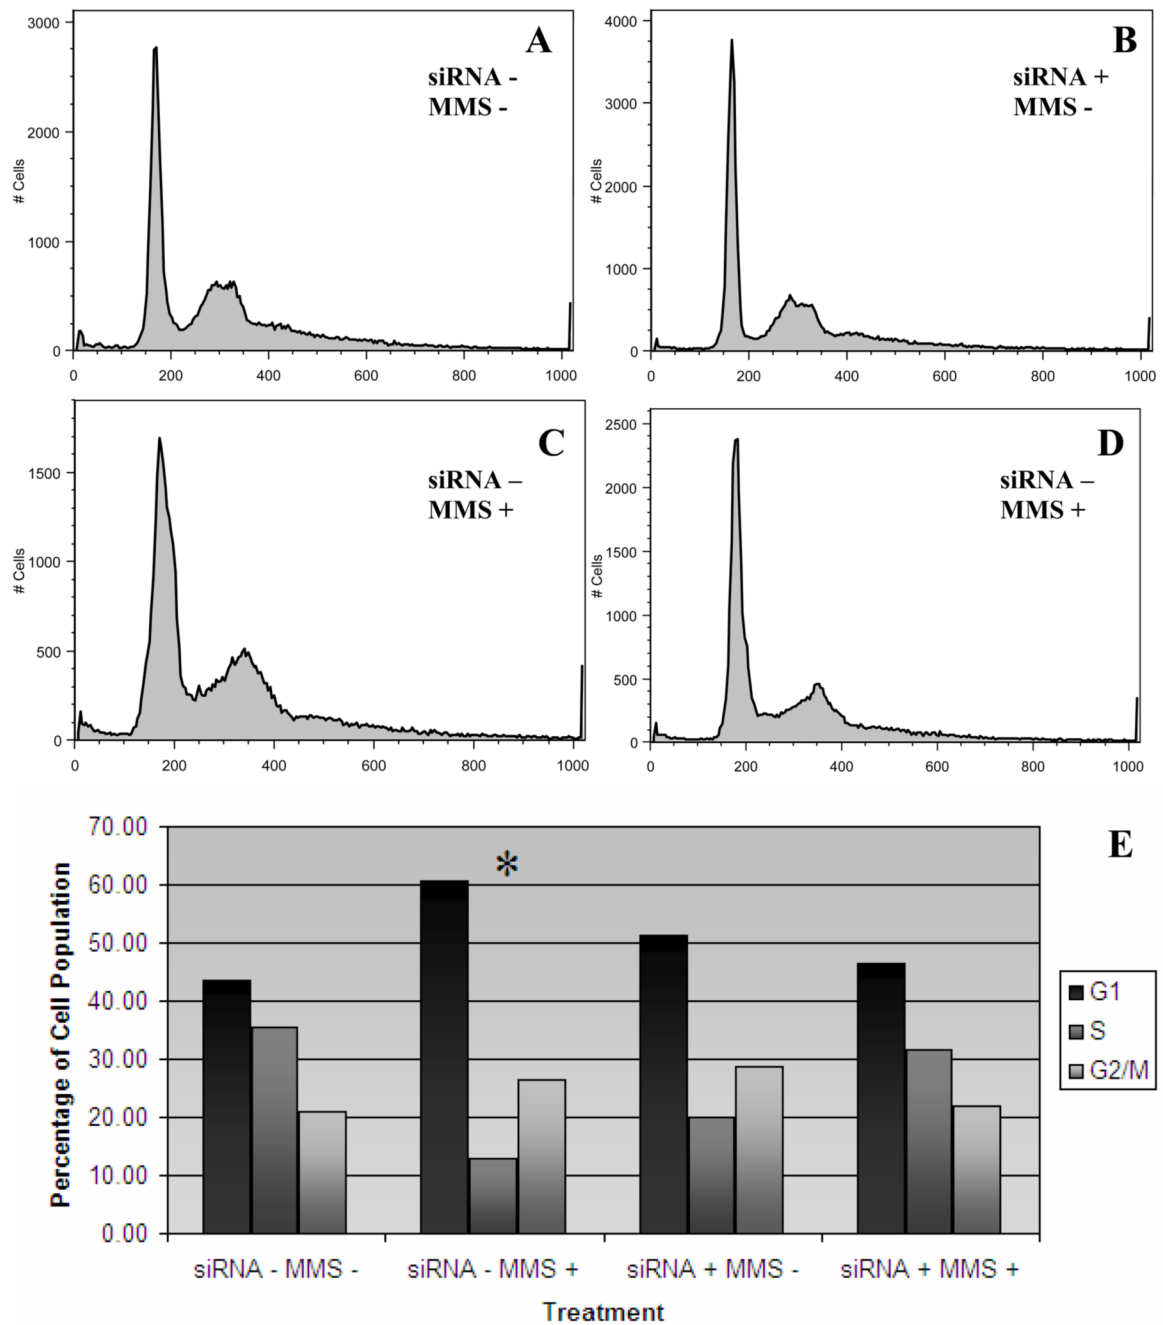 A
siRNA -
MMS -
# Cells
3000
2000
1000
0
0 200 400 600 800 1000
B
siRNA +
MMS -
# Cells
4000
3000
2000
1000
0
0 200 400 600 800 1000
C
siRNA –
MMS +
# Cells
1500
1000
500
0
0 200 400 600 800 1000
D
siRNA –
MMS +
# Cells
2500
2000
1500
1000
500
0
0 200 400 600 800 1000
E
*
Percentage of Cell Population
70.00
60.00
50.00
40.00
30.00
20.00
10.00
0.00
G1
S
G2/M
siRNA - MMS - siRNA - MMS + siRNA + MMS - siRNA + MMS +
Treatment